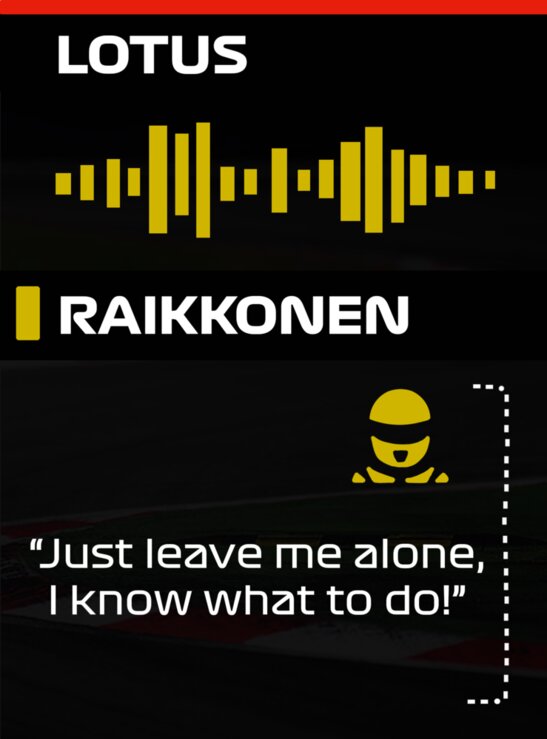 LOTUS
RAIKKONEN
“Just leave me alone,
I know what to do!”